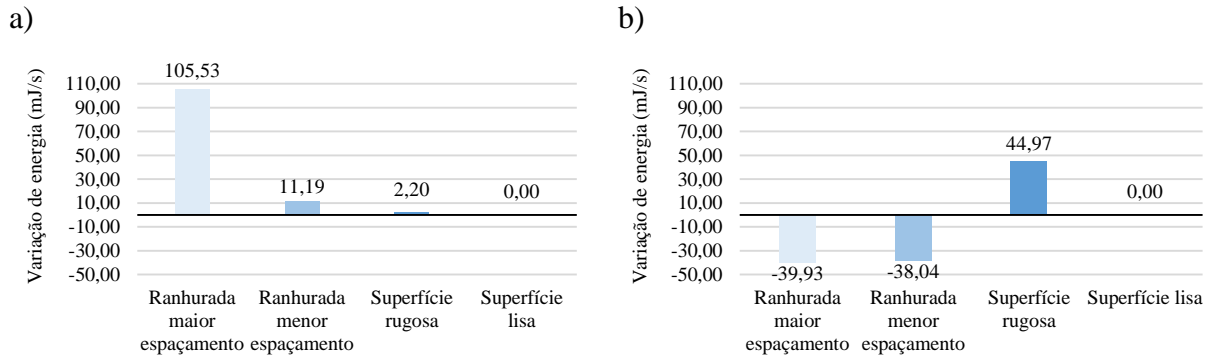 a)
Variação de energia (mJ/s)
110,00
90,00
70,00
50,00
30,00
10,00
-10,00
-30,00
-50,00
105,53
11,19
2,20
0,00
Ranhurada maior espaçamento
Ranhurada menor espaçamento
Superfície rugosa
Superfície lisa
b)
Variação de energia (mJ/s)
110,00
90,00
70,00
50,00
30,00
10,00
-10,00
-30,00
-50,00
-39,93
-38,04
44,97
0,00
Ranhurada maior espaçamento
Ranhurada menor espaçamento
Superfície rugosa
Superfície lisa